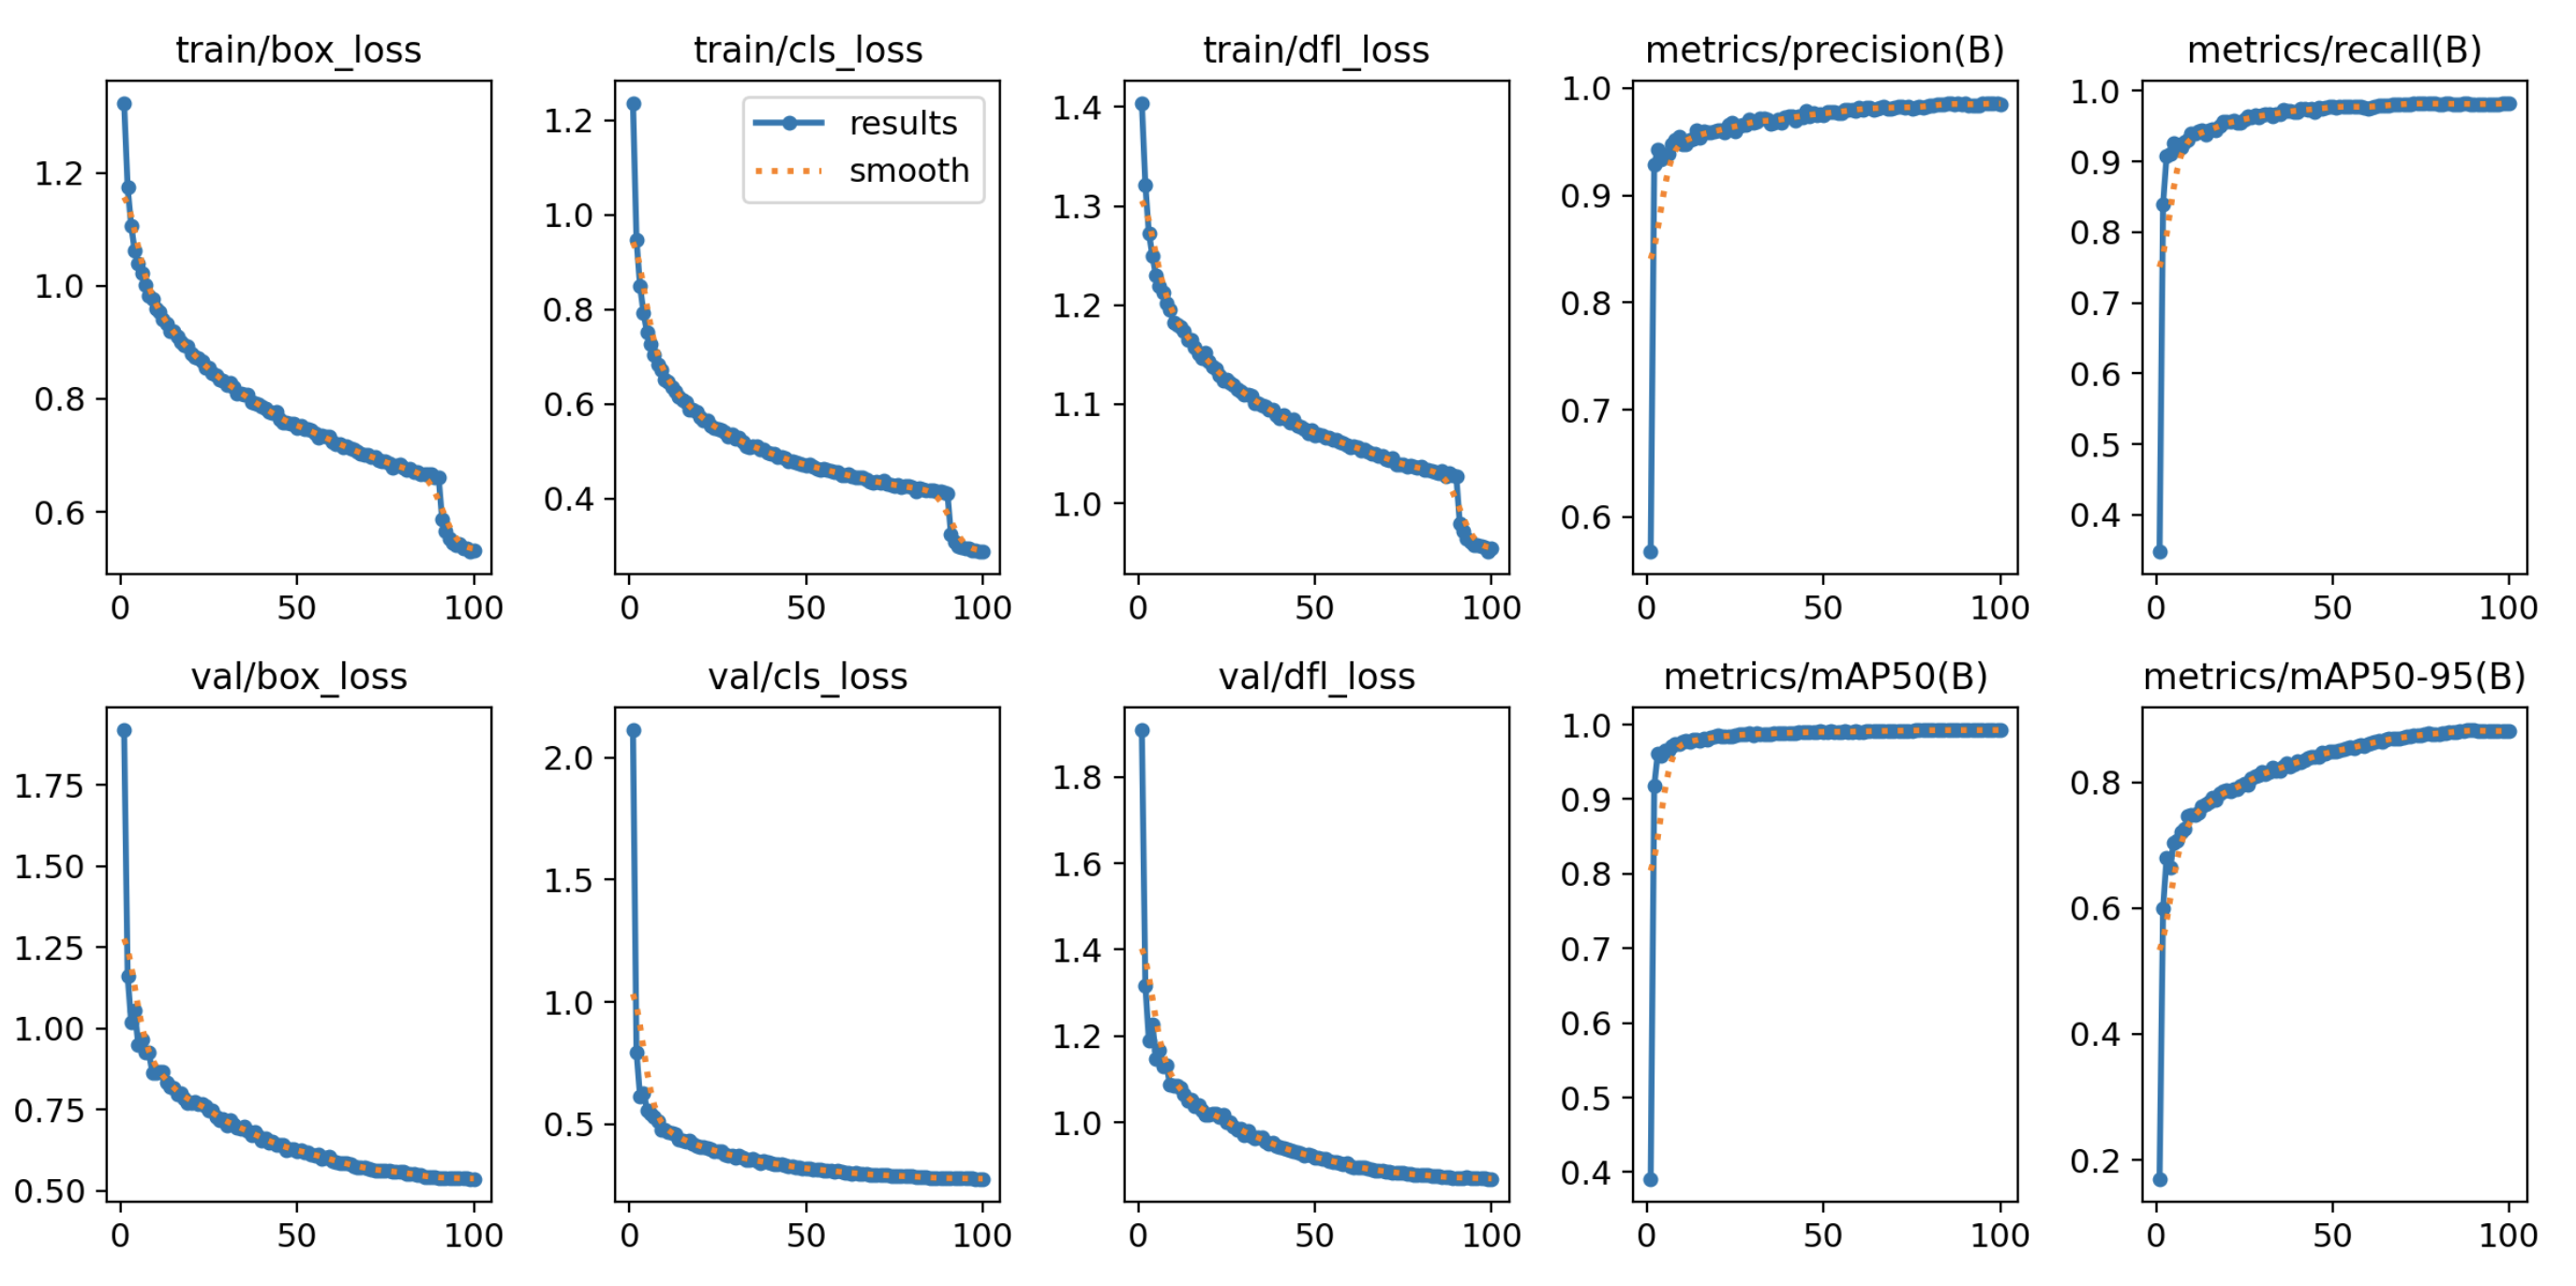 train/box_loss
1.2
1.0
0.8
0.6
0 50 100
train/cls_loss
results
smooth
1.2
1.0
0.8
0.6
0.4
0 50 100
train/dfl_loss
1.4
1.3
1.2
1.1
1.0
0 50 100
metrics/precision(B)
1.0
0.9
0.8
0.7
0.6
0 50 100
metrics/recall(B)
1.0
0.9
0.8
0.7
0.6
0.5
0.4
0 50 100
val/box_loss
1.75
1.50
1.25
1.00
0.75
0.50
0 50 100
val/cls_loss
2.0
1.5
1.0
0.5
0 50 100
val/dfl_loss
1.8
1.6
1.4
1.2
1.0
0 50 100
metrics/mAP50(B)
1.0
0.9
0.8
0.7
0.6
0.5
0.4
0 50 100
metrics/mAP50-95(B)
0.8
0.6
0.4
0.2
0 50 100